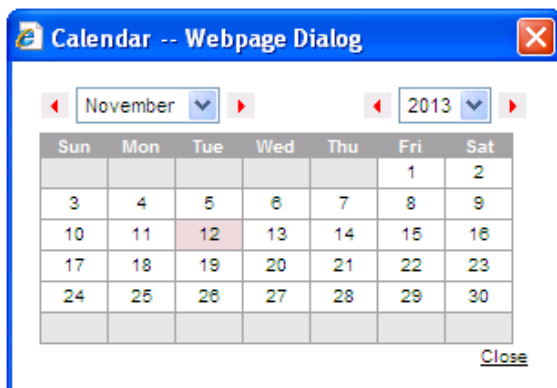 Calendar -- Webpage Dialog
November 2013
Sun Mon Tue Wed Thu Fri Sat
1 2
3 4 5 6 7 8 9
10 11 12 13 14 15 16
17 18 19 20 21 22 23
24 25 26 27 28 29 30
Close